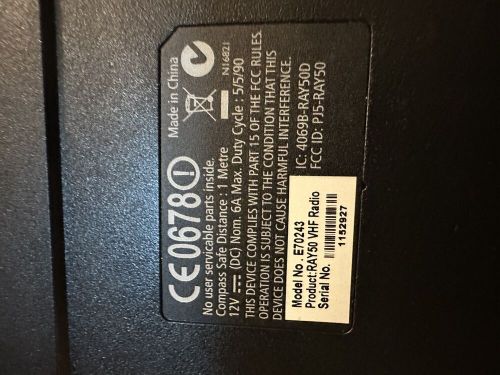 CE0678!
Made in China
N16821
No user servicable parts inside.
Compass Safe Distance : 1 Metre
12V (DC) Nom. 6A Max. Duty Cycle : 5/5/90
THIS DEVICE COMPLIES WITH PART 15 OF THE FCC RULES.
OPERATION IS SUBJECT TO THE CONDITION THAT THIS
DEVICE DOES NOT CAUSE HARMFUL INTERFERENCE.
IC: 4069B-RAY50D
FCC ID: PJ5-RAY50
Model No. E70243
Product:RAY50 VHF Radio
Serial No.
1152927